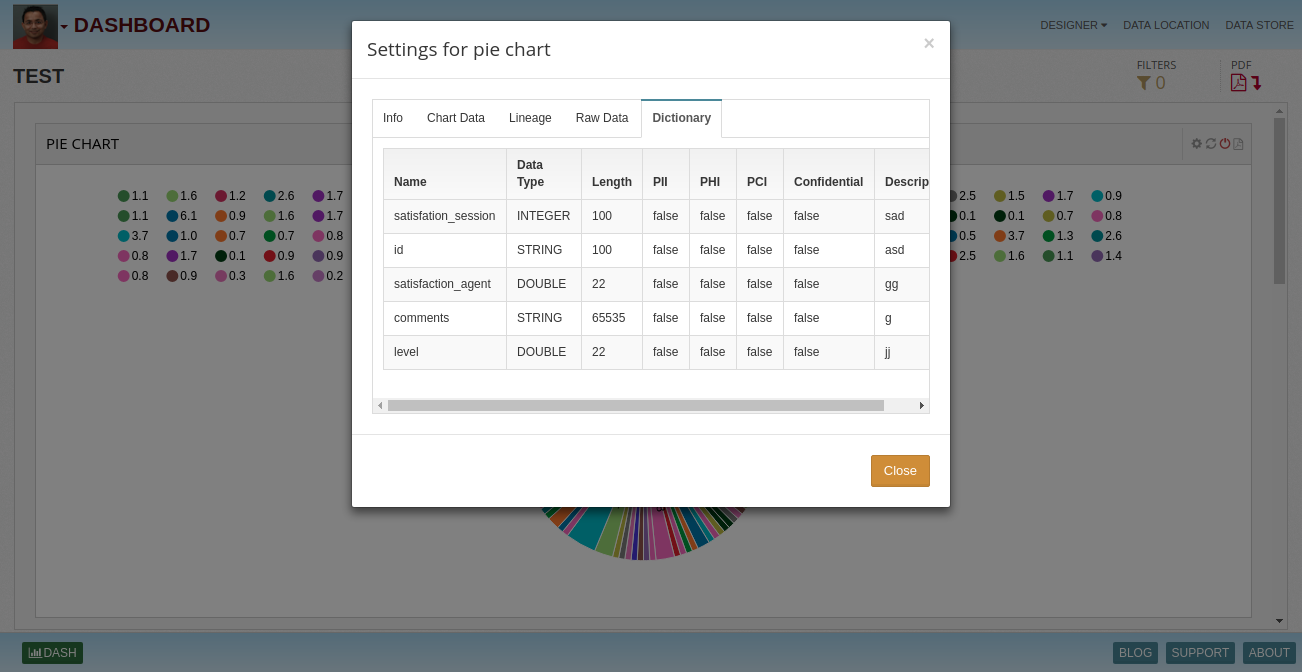 DASHBOARD
DESIGNER DATA LOCATION DATA STORE
Settings for pie chart ×
TEST
FILTERS
0
PDF
Info Chart Data Lineage Raw Data Dictionary
PIE CHART
Name Data Type Length PII PHI PCI Confidential Descrip
satisfation_session INTEGER 100 false false false false sad
id STRING 100 false false false false asd
satisfaction_agent DOUBLE 22 false false false false gg
comments STRING 65535 false false false false g
level DOUBLE 22 false false false false jj
1.1 1.6 1.2 2.6 1.7 2.5 1.5 1.7 0.9
1.1 6.1 0.9 1.6 1.7 0.1 0.1 0.7 0.8
3.7 1.0 0.7 0.7 0.8 0.5 3.7 1.3 2.6
0.8 1.7 0.1 0.9 0.9 2.5 1.6 1.1 1.4
0.8 0.9 0.3 1.6 0.2
Close
DASH BLOG SUPPORT ABOUT